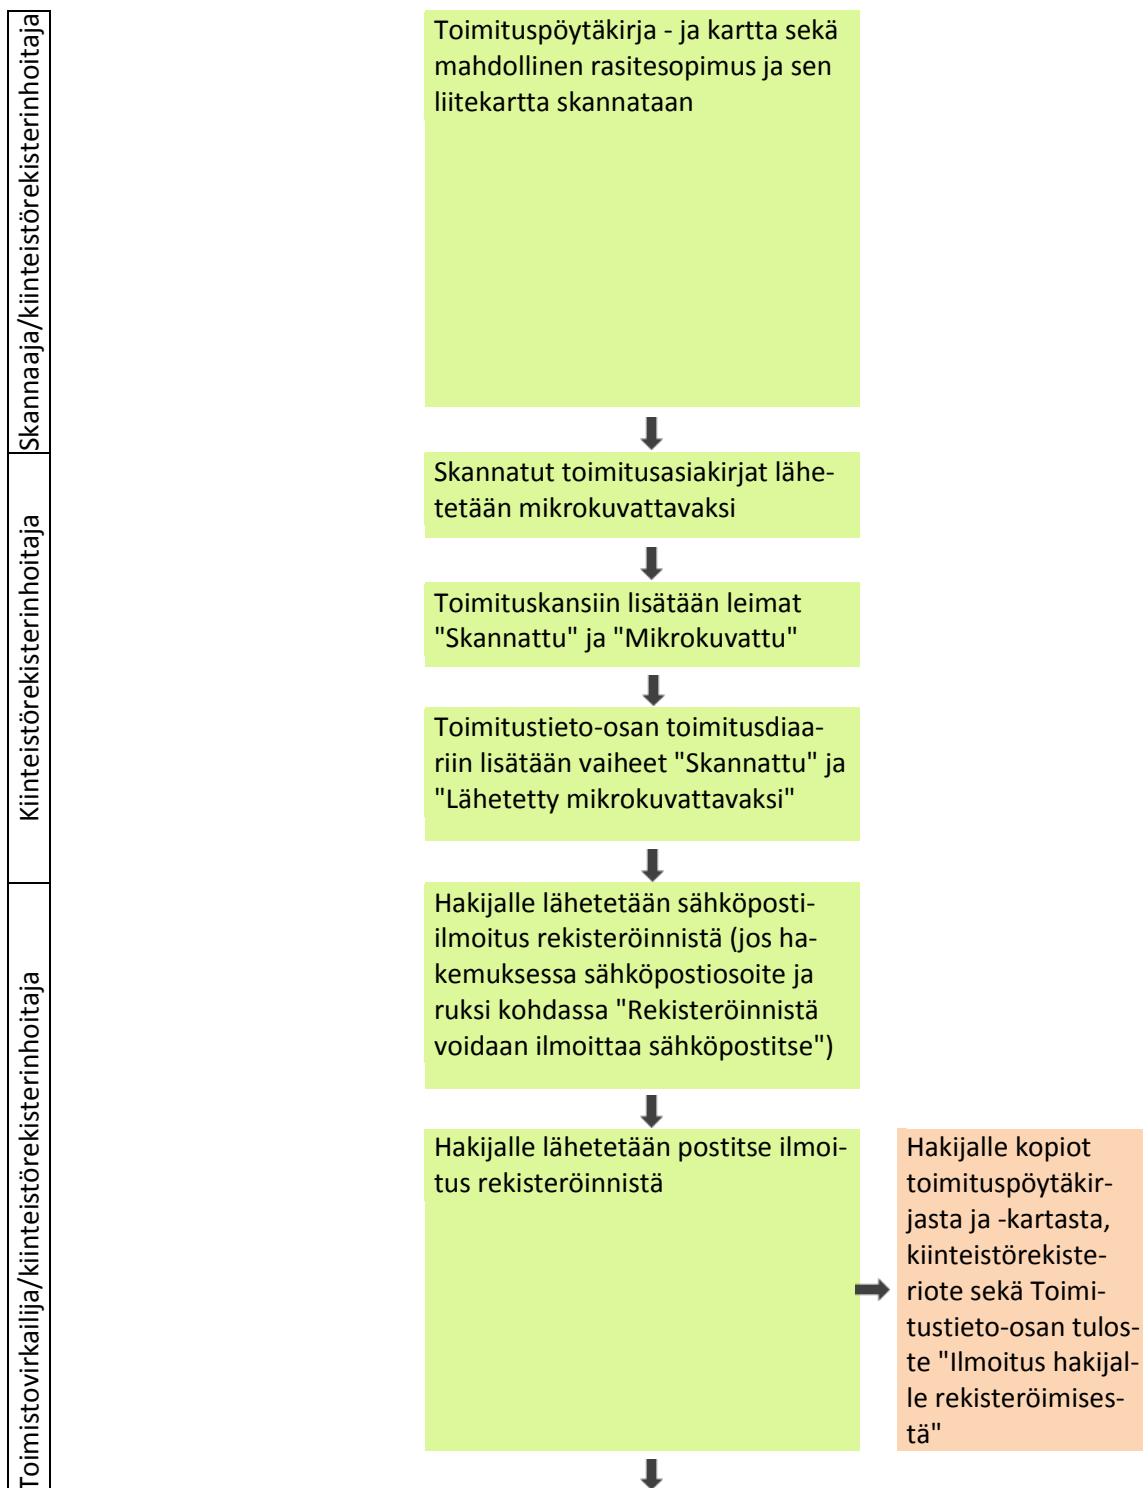 Skannaaja/kiinteistörekisterinhoitaja
Toimituspöytäkirja - ja kartta sekä
mahdollinen rasitesopimus ja sen
liitekartta skannataan
Kiinteistörekisterinhoitaja
Skannatut toimitusasiakirjat lähe-
tetään mikrokuvattavaksi
Toimituskansiin lisätään leimat
"Skannattu" ja "Mikrokuvattu"
Toimitustieto-osan toimitusdiaa-
riin lisätään vaiheet "Skannattu" ja
"Lähetetty mikrokuvattavaksi"
Toimistovirkailija/kiinteistörekisterinhoitaja
Hakijalle lähetetään sähköposti-
ilmoitus rekisteröinnistä (jos ha-
kemuksessa sähköpostiosoite ja
ruksi kohdassa "Rekisteröinnistä
voidaan ilmoittaa sähköpostitse")
Hakijalle lähetetään postitse ilmoi-
tus rekisteröinnistä
Hakijalle kopiot
toimituspöytäkir-
jasta ja -kartasta,
kiinteistörekiste-
riote sekä Toimi-
tustieto-osan tulos-
te "Ilmoitus hakijal-
le rekisteröimises-
tä"